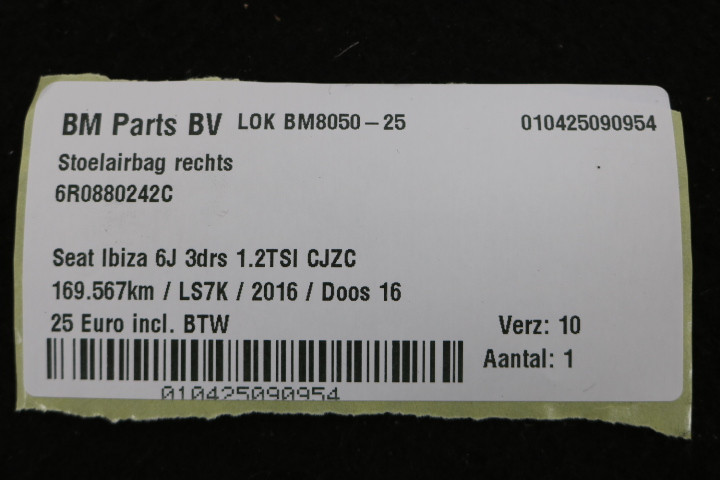 BM Parts BV LOK BM8050-25 010425090954
Stoelairbag rechts
6R0880242C
Seat Ibiza 6J 3drs 1.2TSI CJZC
169.567km / LS7K / 2016 / Doos 16
25 Euro incl. BTW Verz: 10
Aantal: 1
010425090954